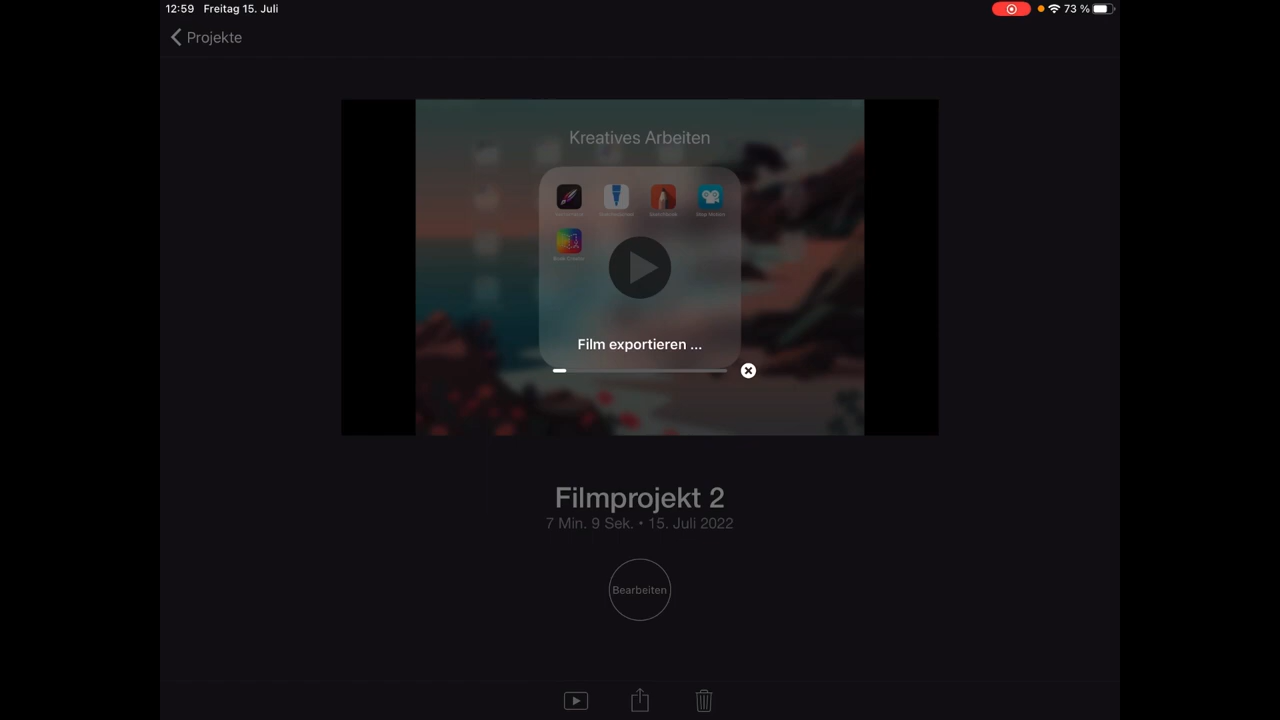 12:59 Freitag 15. Juli 73 %
Projekte
Kreatives Arbeiten
Film exportieren ...
Filmprojekt 2
7 Min. 9 Sek. • 15. Juli 2022
Bearbeiten